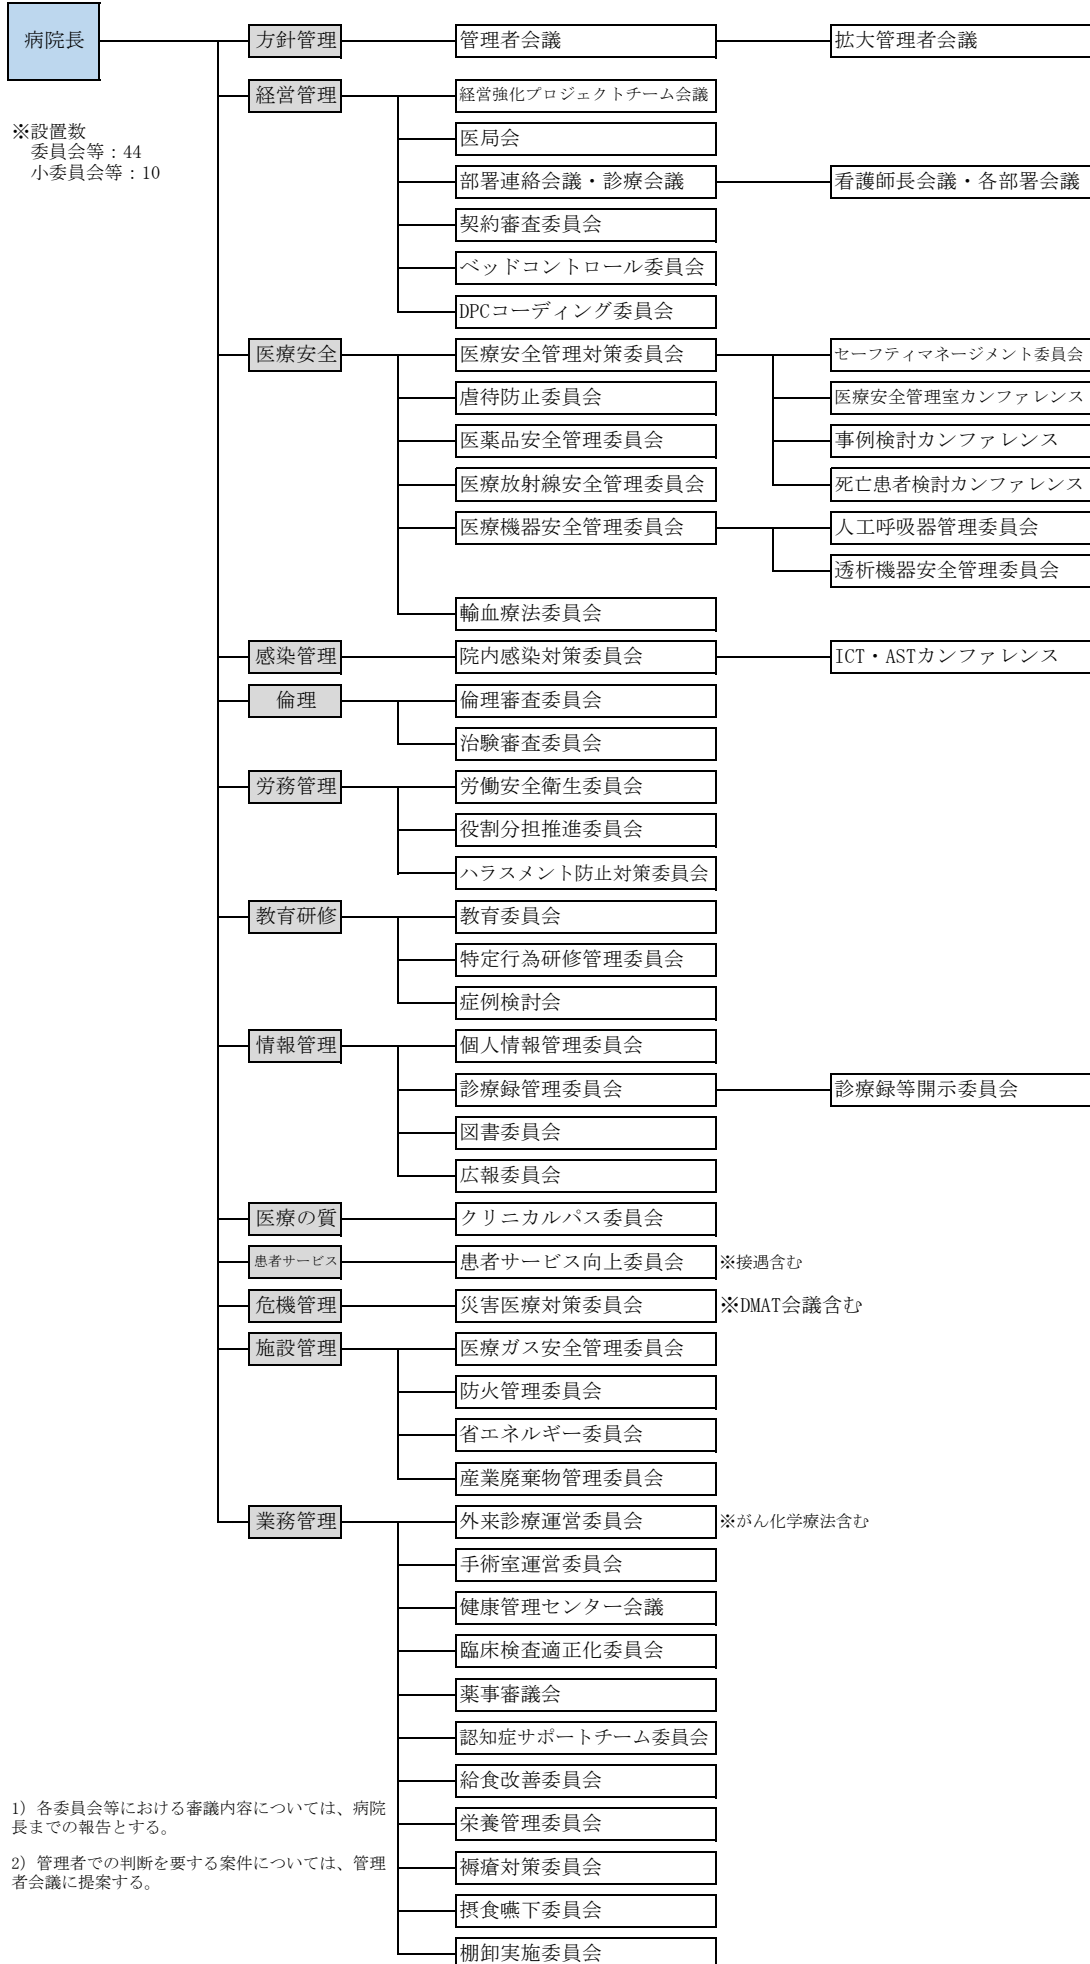 病院長
方針管理
管理者会議
拡大管理者会議
経営管理
経営強化プロジェクトチーム会議
※設置数
委員会等：44
小委員会等：10
医局会
部署連絡会議・診療会議
看護師長会議・各部署会議
契約審査委員会
ベッドコントロール委員会
DPCコーディング委員会
医療安全
医療安全管理対策委員会
セーフティマネージメント委員会
虐待防止委員会
医療安全管理室カンファレンス
医薬品安全管理委員会
事例検討カンファレンス
医療放射線安全管理委員会
死亡患者検討カンファレンス
医療機器安全管理委員会
人工呼吸器管理委員会
透析機器安全管理委員会
輸血療法委員会
感染管理
院内感染対策委員会
ICT・ASTカンファレンス
倫理
倫理審査委員会
治験審査委員会
労務管理
労働安全衛生委員会
役割分担推進委員会
ハラスメント防止対策委員会
教育研修
教育委員会
特定行為研修管理委員会
症例検討会
情報管理
個人情報管理委員会
診療録管理委員会
診療録等開示委員会
図書委員会
広報委員会
医療の質
クリニカルパス委員会
患者サービス
患者サービス向上委員会
※接遇含む
危機管理
災害医療対策委員会
※DMAT会議含む
施設管理
医療ガス安全管理委員会
防火管理委員会
省エネルギー委員会
産業廃棄物管理委員会
業務管理
外来診療運営委員会
※がん化学療法含む
手術室運営委員会
健康管理センター会議
臨床検査適正化委員会
薬事審議会
認知症サポートチーム委員会
給食改善委員会
栄養管理委員会
褥瘡対策委員会
摂食嚥下委員会
棚卸実施委員会
1）各委員会等における審議内容については、病院
長までの報告とする。
2）管理者での判断を要する案件については、管理
者会議に提案する。